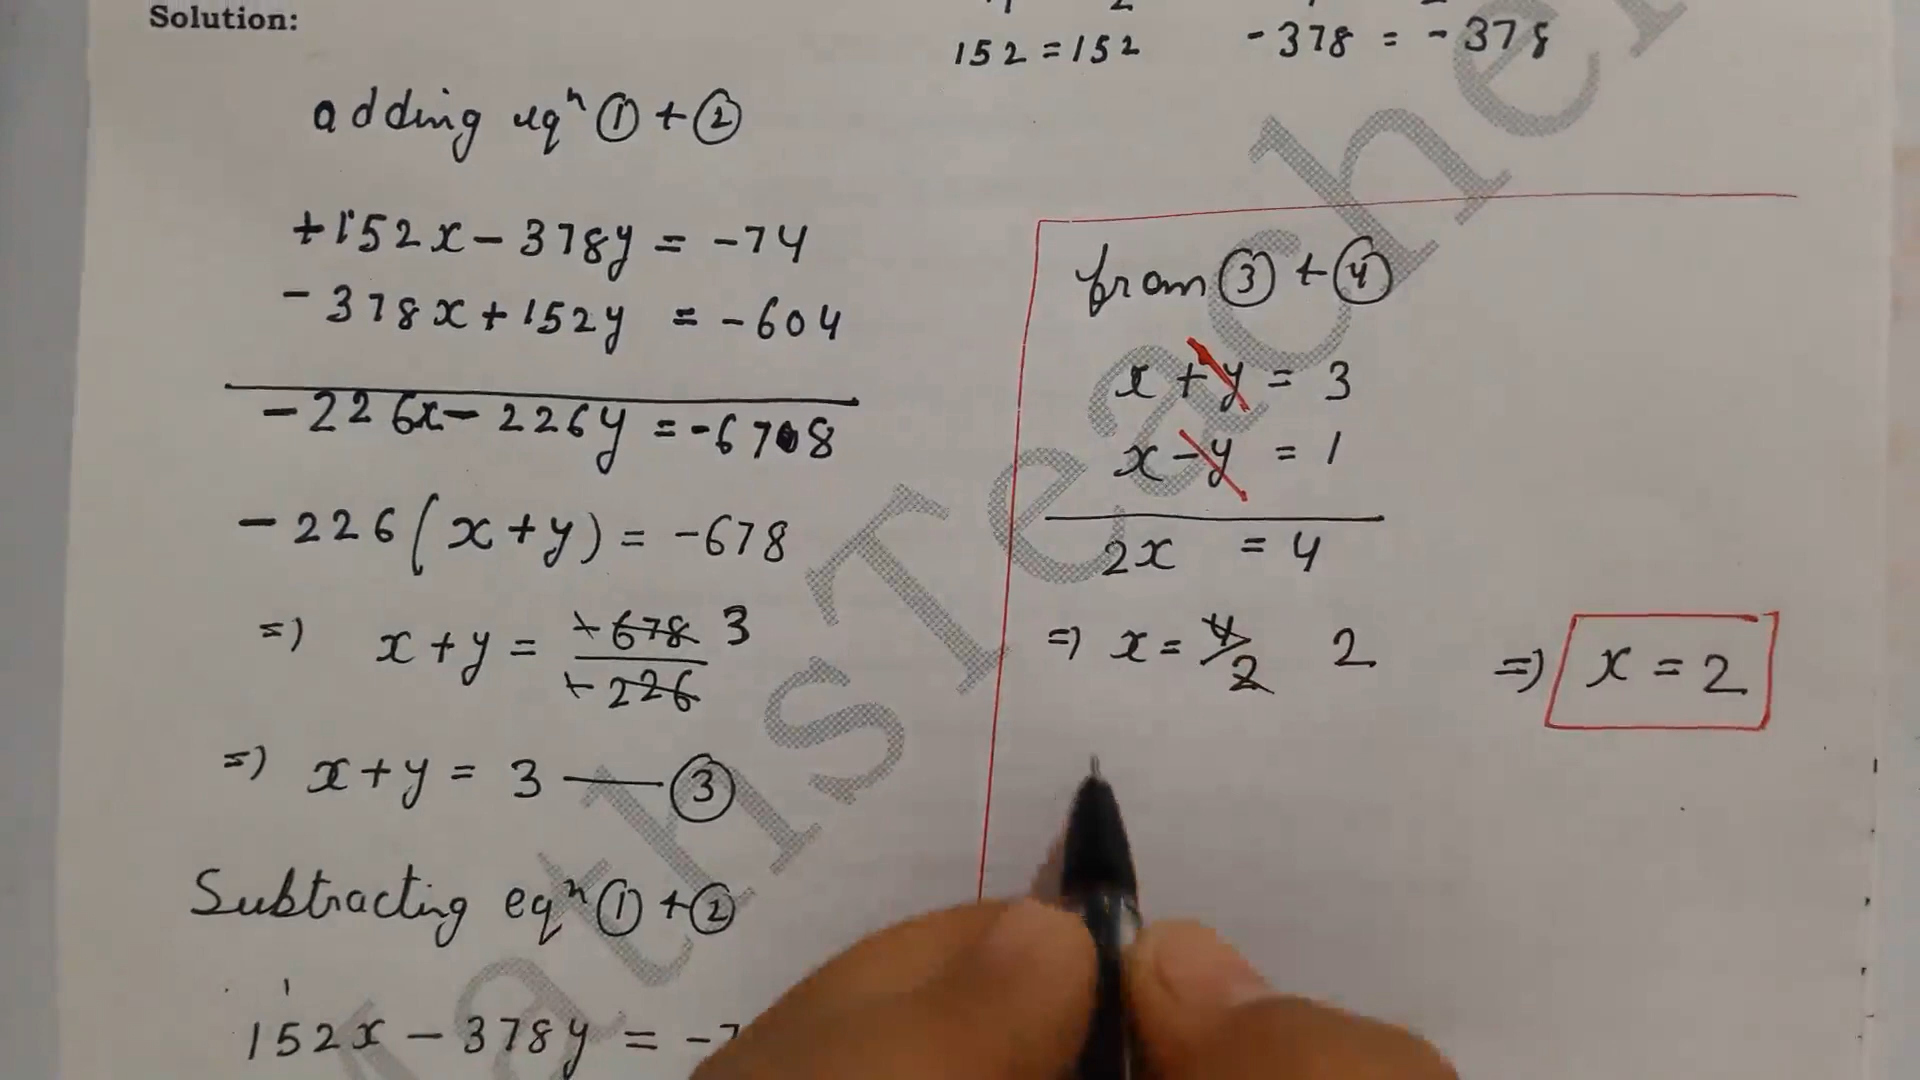 Solution:
152 = 152 -378 = -378
adding eqⁿ ① + ②
+152x - 378y = -74
-378x + 152y = -604
-226x - 226y = -678
-226(x+y) = -678
=) x + y = -678/-226 3
=) x + y = 3 — ③
Subtracting eqⁿ ① + ②
152x - 378y = -7
from ③ + ④
x + y = 3
x - y = 1
2x = 4
=) x = 4/2 2 =) x = 2
MathsTeacher